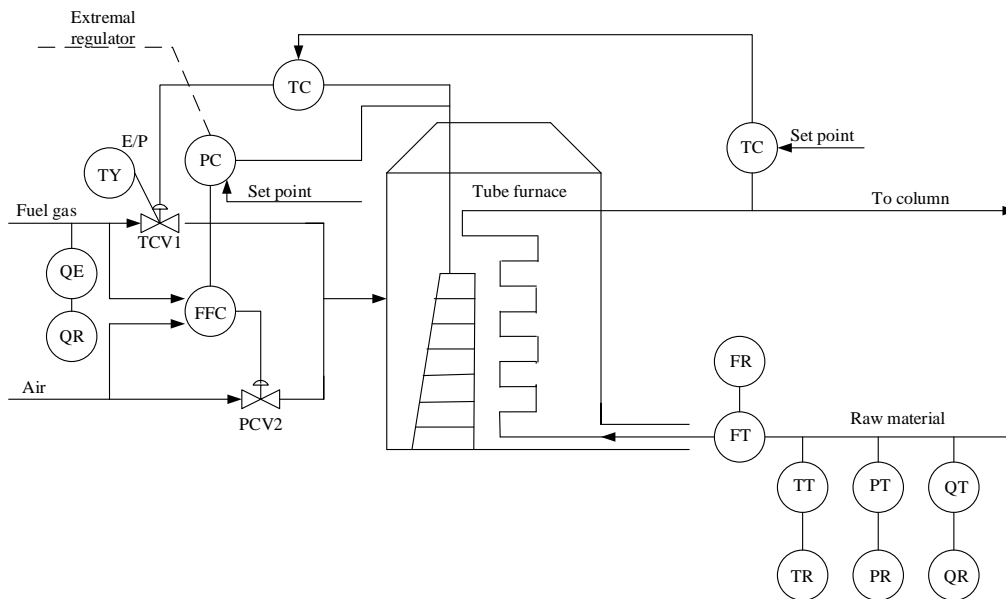 Extremal
regulator
TC
E/P
TC
Set point
TY
PC
Tube furnace
Set point
To column
Fuel gas
TCV1
QE
FFC
QR
FR
Air
PCV2
FT
Raw material
TT
PT
QT
TR
PR
QR